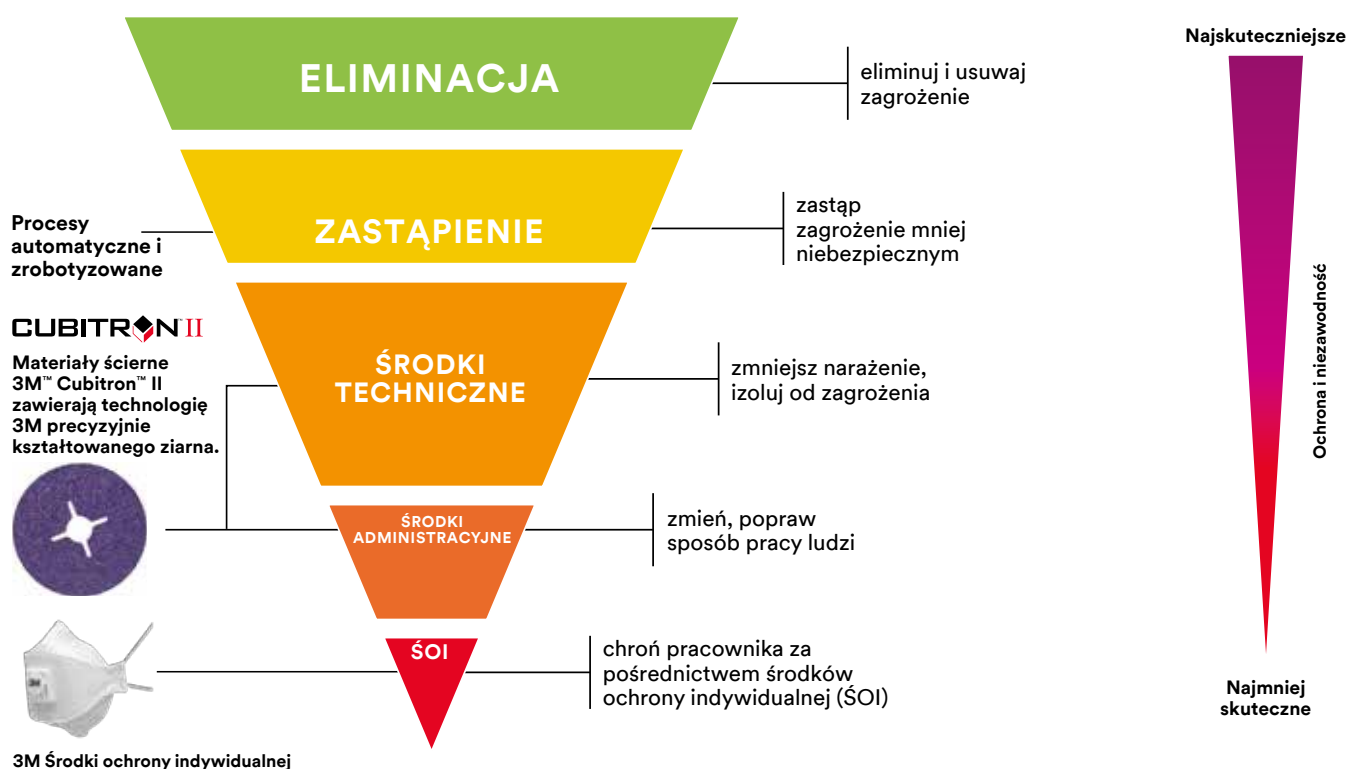 Najskuteczniejsze
ELIMINACJA
eliminuj i usuwaj
zagrożenie
Procesy
automatyczne i
zrobotyzowane
ZASTĄPIENIE
zastąp
zagrożenie mniej
niebezpiecznym
CUBITRON™ II
Materiały ścierne
3M™ Cubitron™ II
zawierają technologię
3M precyzyjnie
kształtowanego ziarna.
ŚRODKI
TECHNICZNE
zmniejsz narażenie,
izoluj od zagrożenia
Ochrona i niezawodność
ŚRODKI
ADMINISTRACYJNE
zmień, popraw
sposób pracy ludzi
3M
ŚOI
chroń pracownika za
pośrednictwem środków
ochrony indywidualnej (ŚOI)
Najmniej
skuteczne
3M Środki ochrony indywidualnej